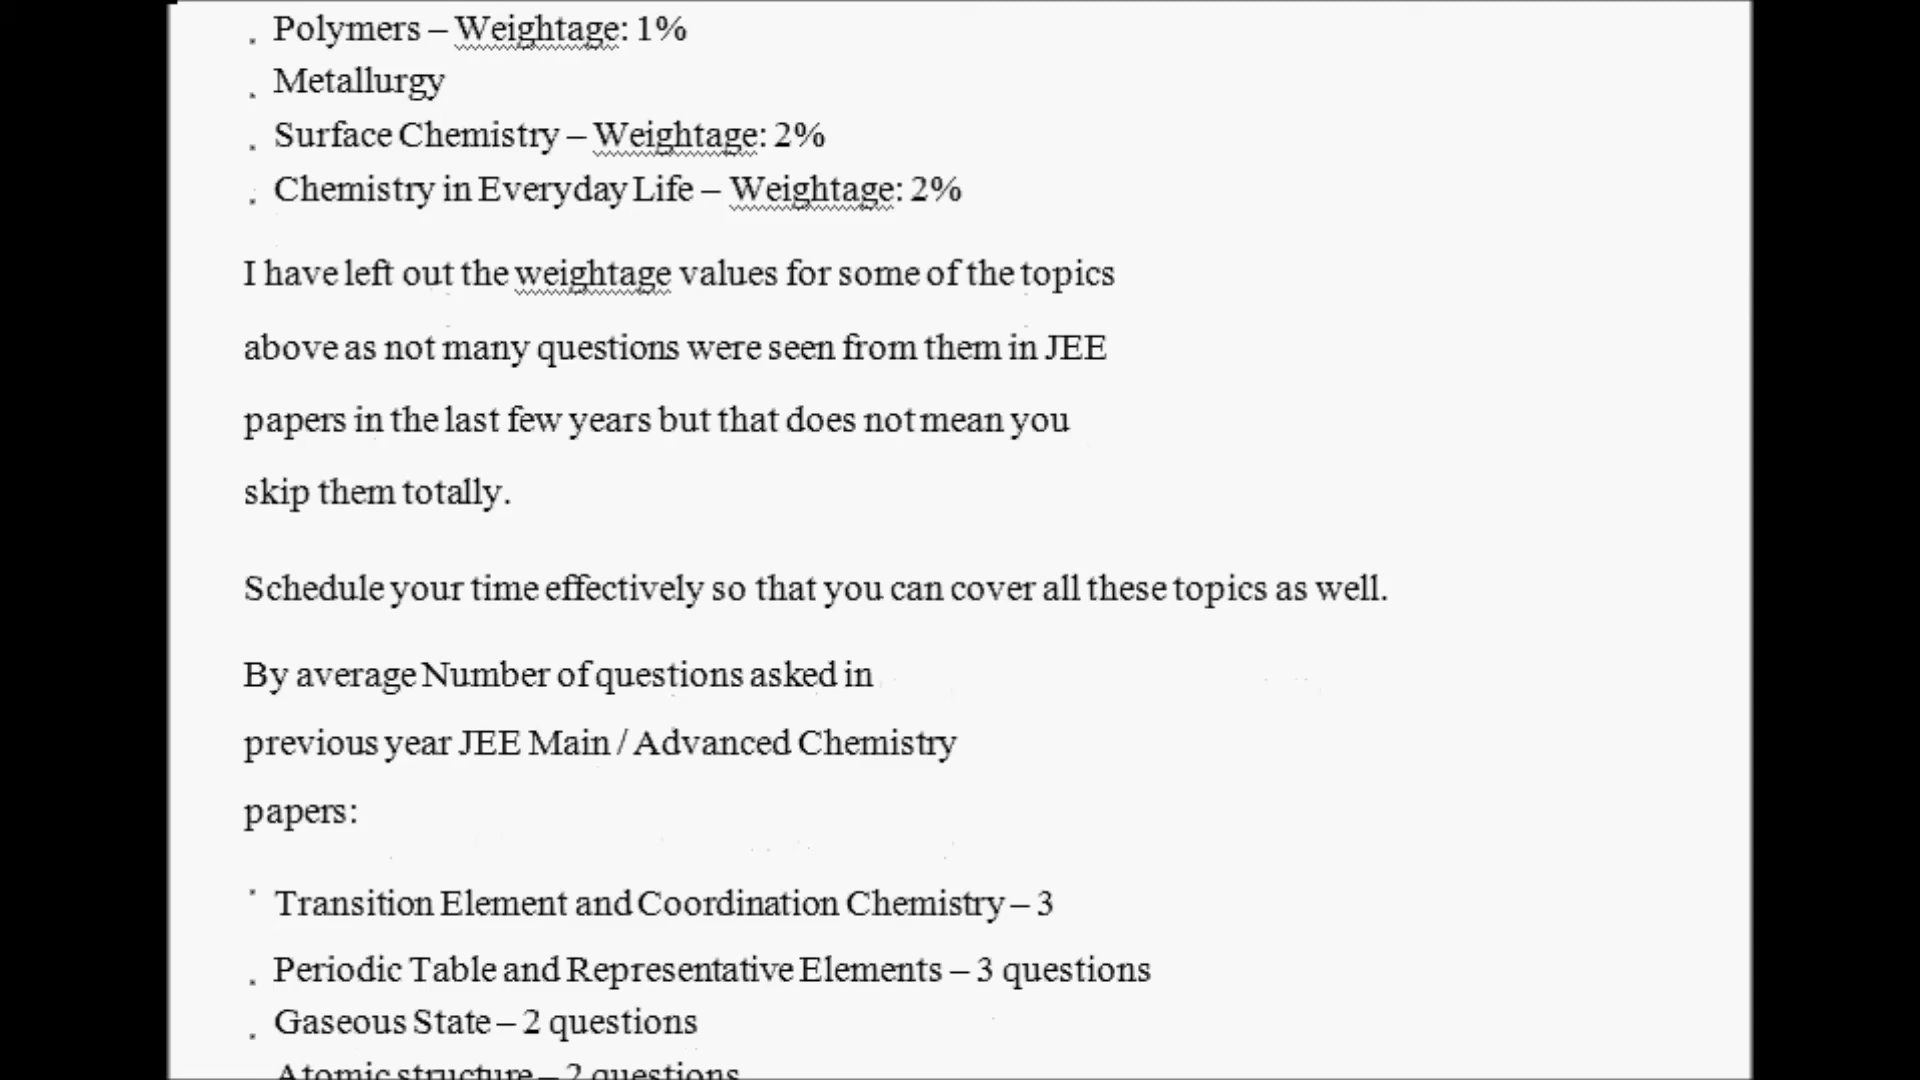 Polymers – Weightage: 1%
Metallurgy
Surface Chemistry – Weightage: 2%
Chemistry in Everyday Life – Weightage: 2%
I have left out the weightage values for some of the topics
above as not many questions were seen from them in JEE
papers in the last few years but that does not mean you
skip them totally.
Schedule your time effectively so that you can cover all these topics as well.
By average Number of questions asked in
previous year JEE Main / Advanced Chemistry
papers:
Transition Element and Coordination Chemistry – 3
Periodic Table and Representative Elements – 3 questions
Gaseous State – 2 questions
Atomic structure – 2 questions